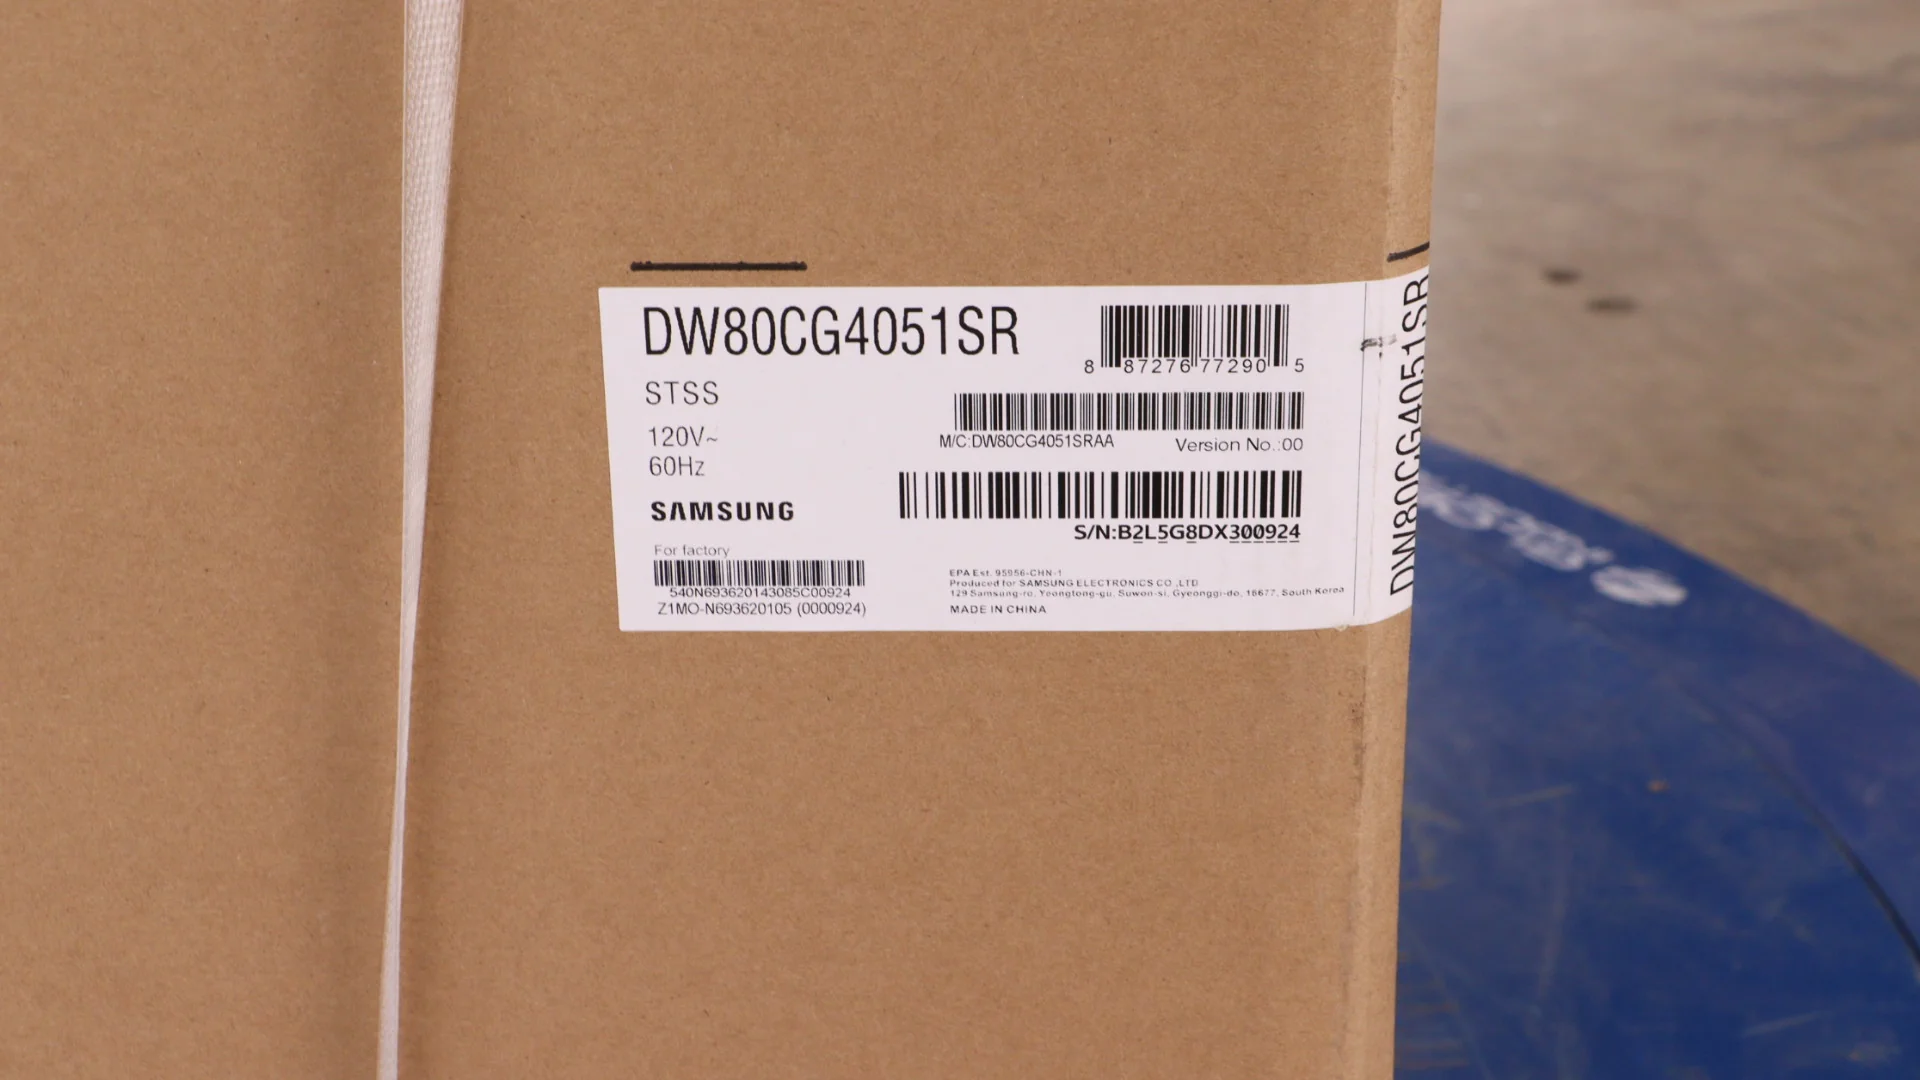 DW80CG4051SR
8 87276 77290 5
STSS
M/C:DW80CG4051SRAA
Version No.:00
120V~
60Hz
SAMSUNG
S/N:B2L5G8DX300924
For factory
540N693620143085C00924
Z1MO-N693620105 (0000924)
EPA Est. 95956-CHN-1
Produced for SAMSUNG ELECTRONICS CO.,LTD
129 Samsung-ro, Yeongtong-gu, Suwon-si, Gyeonggi-do, 16677, South Korea
MADE IN CHINA
DW80CG4051SR